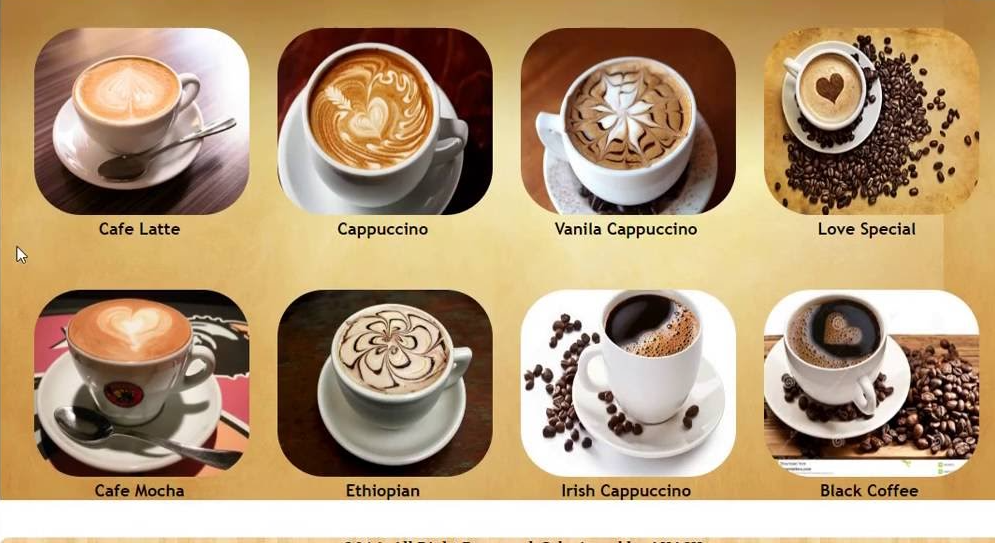 Cafe Latte Cappuccino Vanila Cappuccino Love Special
Cafe Mocha Ethiopian Irish Cappuccino Black Coffee